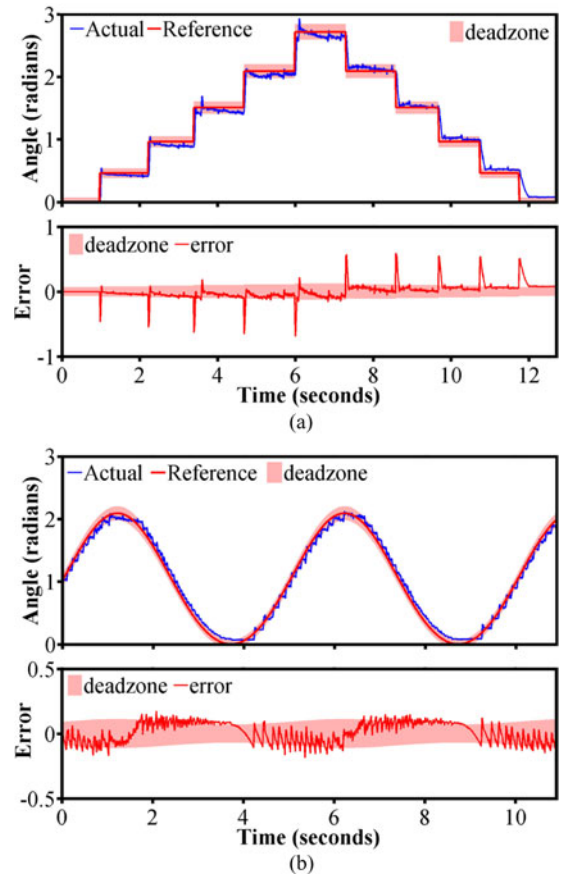 Actual Reference deadzone
Angle (radians)
3
2
1
0
deadzone error
Error
1
0
-1
0 2 4 6 8 10 12
Time (seconds)
(a)
Actual Reference deadzone
Angle (radians)
3
2
1
0
deadzone error
Error
0.5
0
-0.5
0 2 4 6 8 10
Time (seconds)
(b)